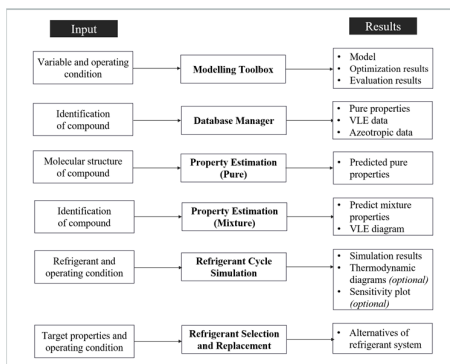 Input
Results
Variable and operating
condition
Modelling Toolbox
• Model
• Optimization results
• Evaluation results
Identification
of compound
Database Manager
• Pure properties
• VLE data
• Azeotropic data
Molecular structure
of compound
Property Estimation
(Pure)
• Predicted pure
properties
Identification
of compound
Property Estimation
(Mixture)
• Predict mixture
properties
• VLE diagram
Refrigerant and
operating condition
Refrigerant Cycle
Simulation
• Simulation results
• Thermodynamic
diagrams (optional)
• Sensitivity plot
(optional)
Target properties and
operating condition
Refrigerant Selection
and Replacement
• Alternatives of
refrigerant system